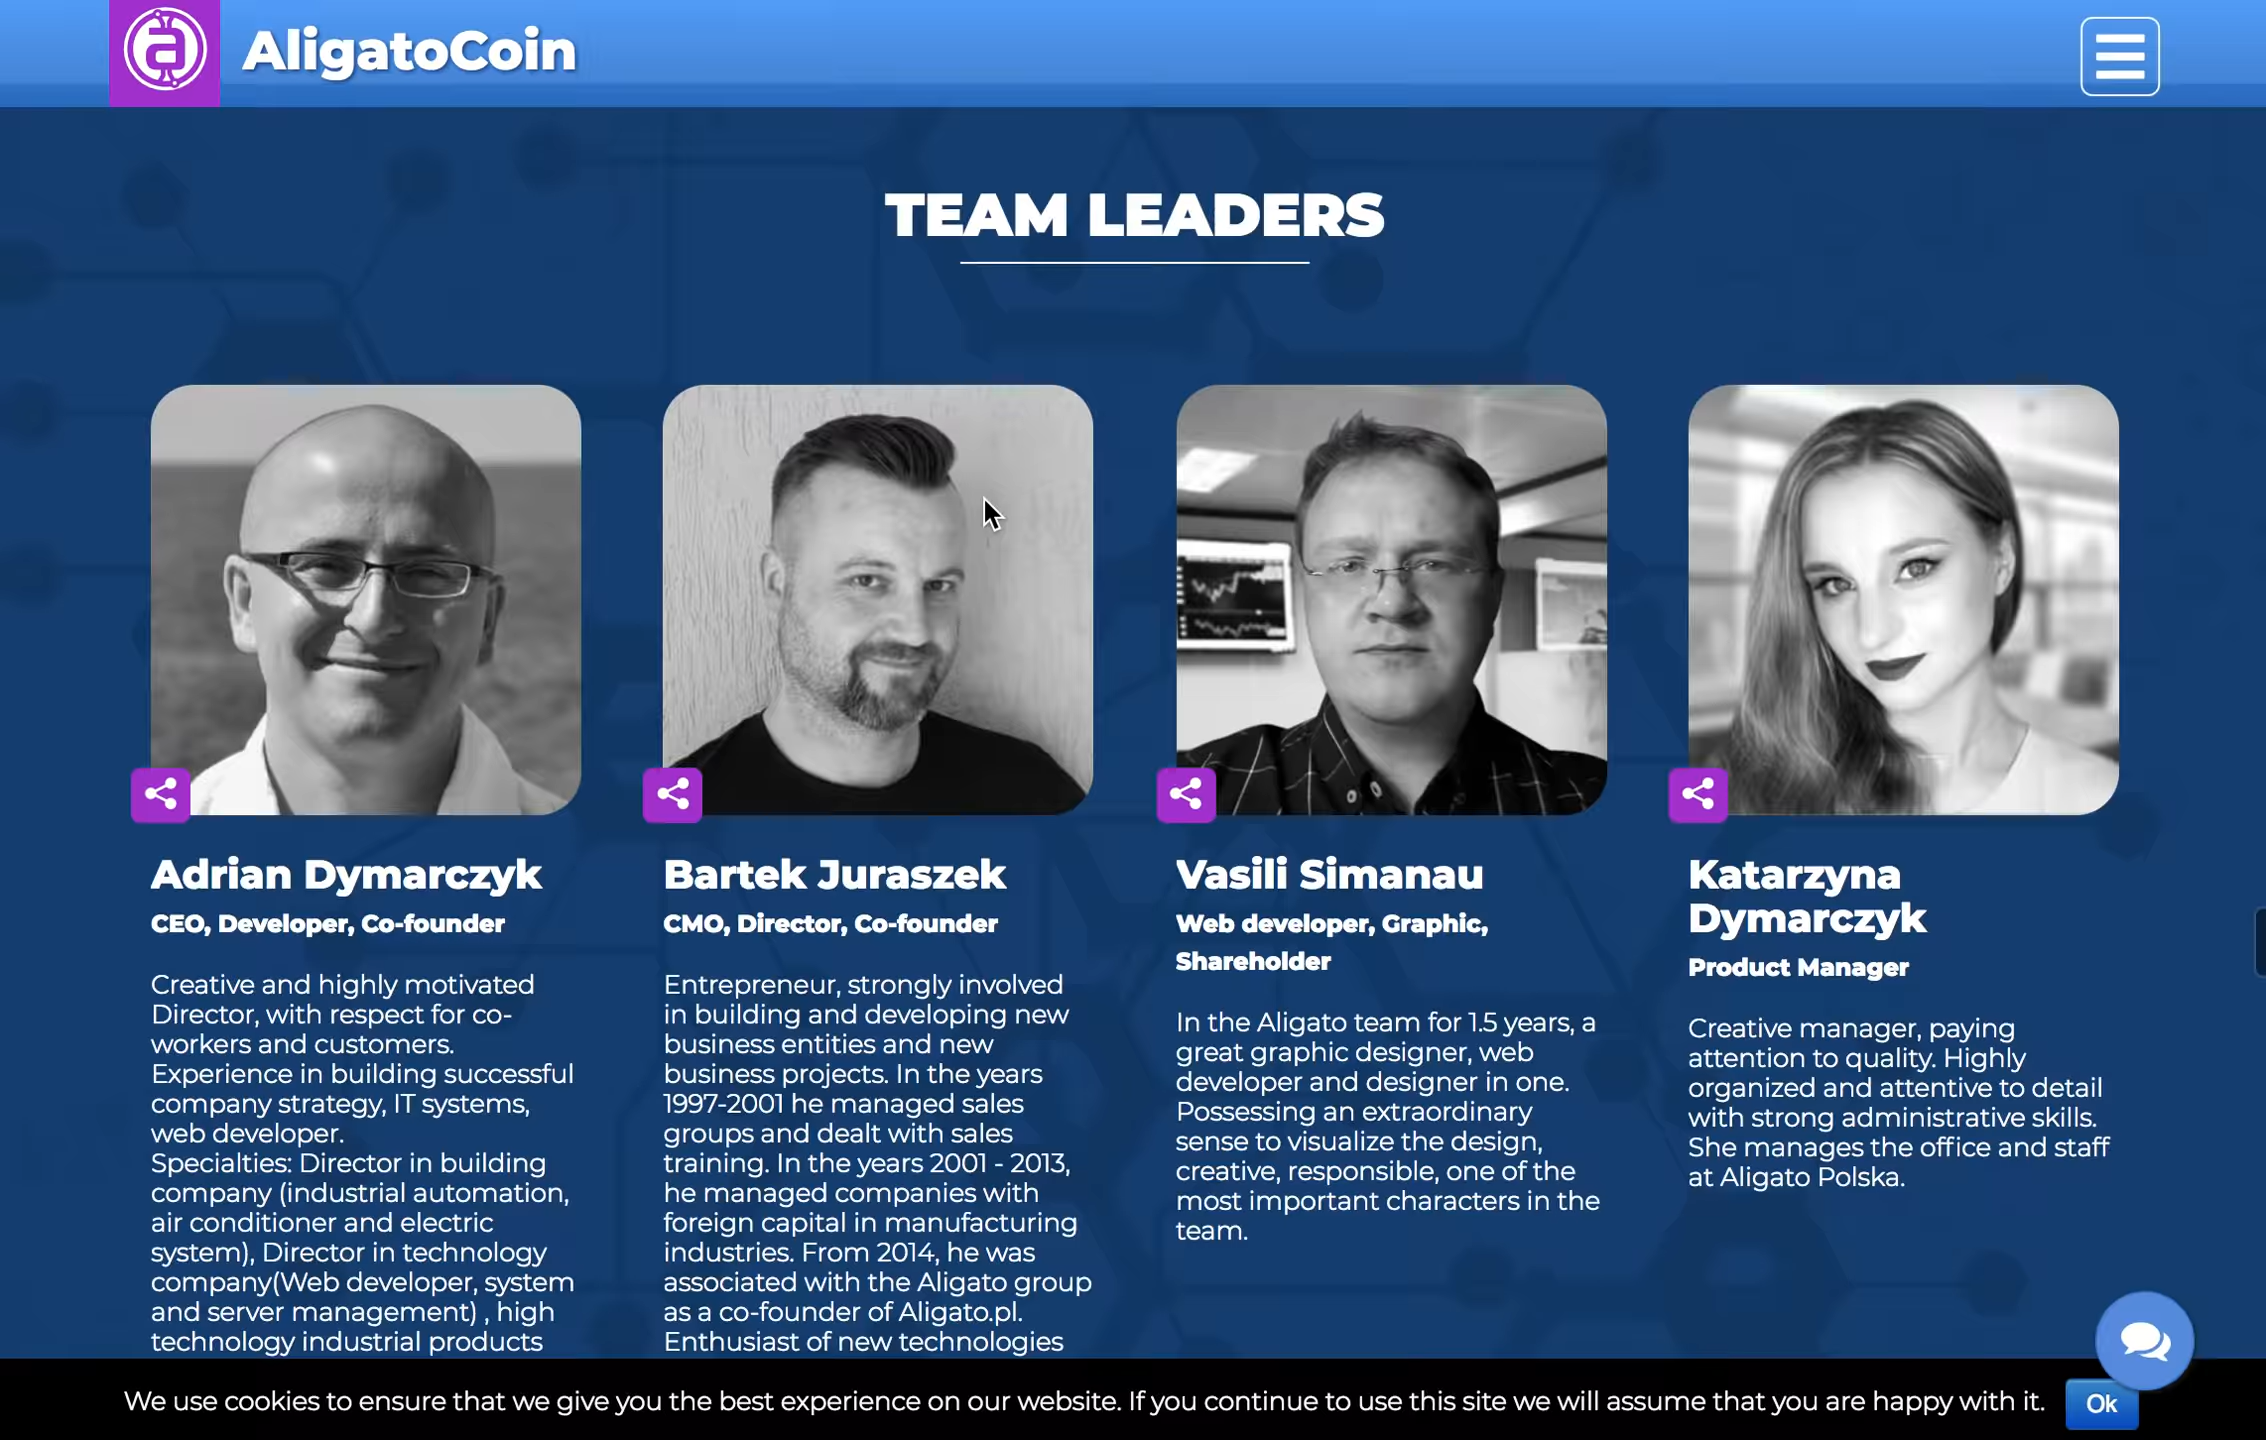 AligatoCoin
TEAM LEADERS
Adrian Dymarczyk
CEO, Developer, Co-founder
Creative and highly motivated
Director, with respect for co-
workers and customers.
Experience in building successful
company strategy, IT systems,
web developer.
Specialties: Director in building
company (industrial automation,
air conditioner and electric
system), Director in technology
company(Web developer, system
and server management) , high
technology industrial products
Bartek Juraszek
CMO, Director, Co-founder
Entrepreneur, strongly involved
in building and developing new
business entities and new
business projects. In the years
1997-2001 he managed sales
groups and dealt with sales
training. In the years 2001 - 2013,
he managed companies with
foreign capital in manufacturing
industries. From 2014, he was
associated with the Aligato group
as a co-founder of Aligato.pl.
Enthusiast of new technologies
Vasili Simanau
Web developer, Graphic,
Shareholder
In the Aligato team for 1.5 years, a
great graphic designer, web
developer and designer in one.
Possessing an extraordinary
sense to visualize the design,
creative, responsible, one of the
most important characters in the
team.
Katarzyna
Dymarczyk
Product Manager
Creative manager, paying
attention to quality. Highly
organized and attentive to detail
with strong administrative skills.
She manages the office and staff
at Aligato Polska.
We use cookies to ensure that we give you the best experience on our website. If you continue to use this site we will assume that you are happy with it.
Ok